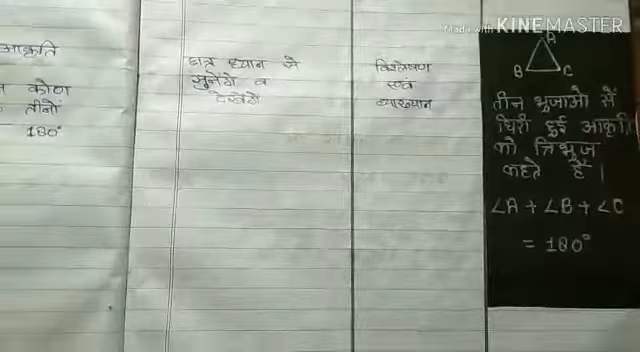 आकृति
कोण
तीनों
180°
छात्र ध्यान से
सुनेंगे व
देखेंगे
विश्लेषण
एवं
व्याख्यान
Made with KINEMASTER
A
B C
तीन भुजाओ से
घिरी हुई आकृति
को त्रिभुज
कहते हैं।
∠A + ∠B + ∠C
= 180°